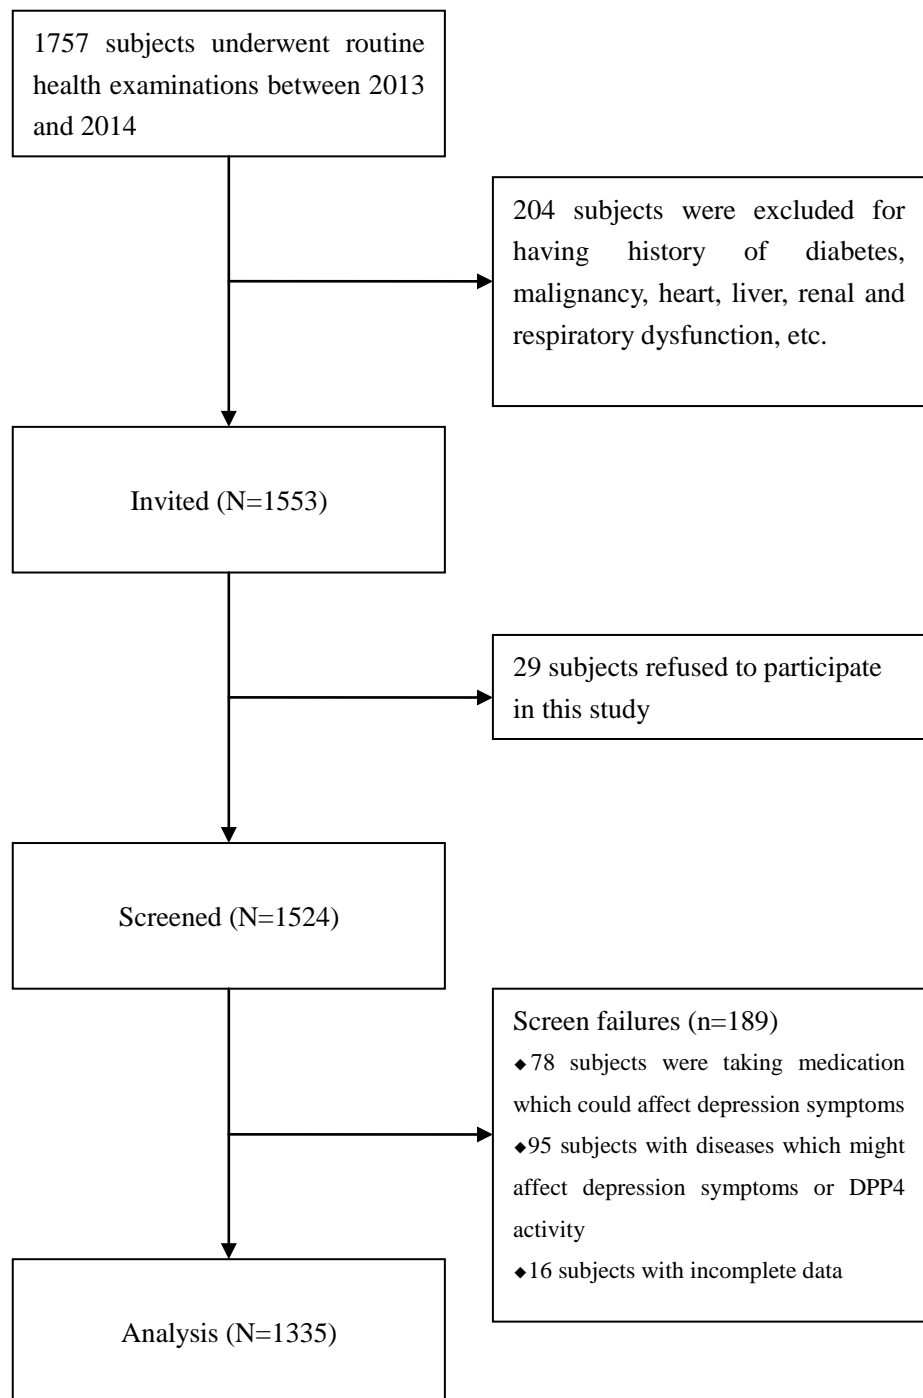 1757 subjects underwent routine
health examinations between 2013
and 2014
204 subjects were excluded for
having history of diabetes,
malignancy, heart, liver, renal and
respiratory dysfunction, etc.
Invited (N=1553)
29 subjects refused to participate
in this study
Screened (N=1524)
Screen failures (n=189)
◆78 subjects were taking medication
which could affect depression symptoms
◆95 subjects with diseases which might
affect depression symptoms or DPP4
activity
◆16 subjects with incomplete data
Analysis (N=1335)